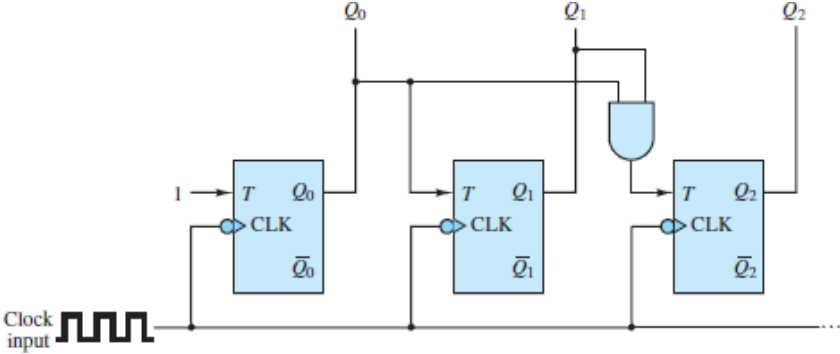 Q0 Q1 Q2
1 T Q0 T Q1 T Q2
CLK CLK CLK
Q̅0 Q̅1 Q̅2
Clock
input
...